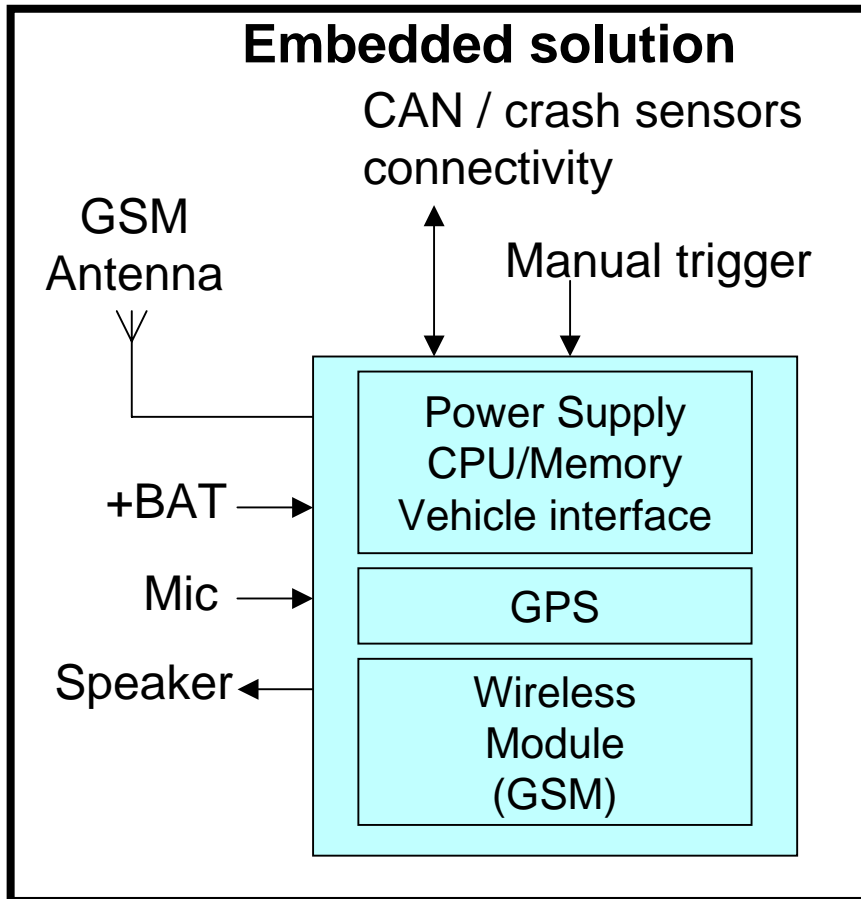 Embedded solution
CAN / crash sensors
connectivity
GSM
Antenna
Manual trigger
Power Supply
CPU/Memory
Vehicle interface
+BAT
Mic
GPS
Speaker
Wireless
Module
(GSM)